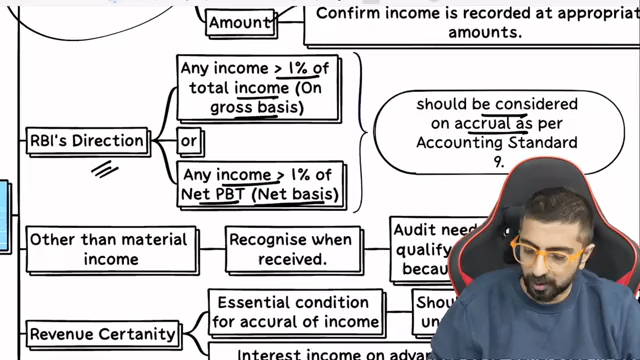 Confirm income is recorded at appropriat
amounts.
Amount
Any income > 1% of
total income (On
gross basis)
RBI's Direction
or
Any income > 1% of
Net PBT (Net basis)
should be considered
on accrual as per
Accounting Standard
9.
Other than material
income
Recognise when
received.
Audit need
qualify
becau
Essential condition
for accural of income
Shou
un
Revenue Certanity
Interest income on advan